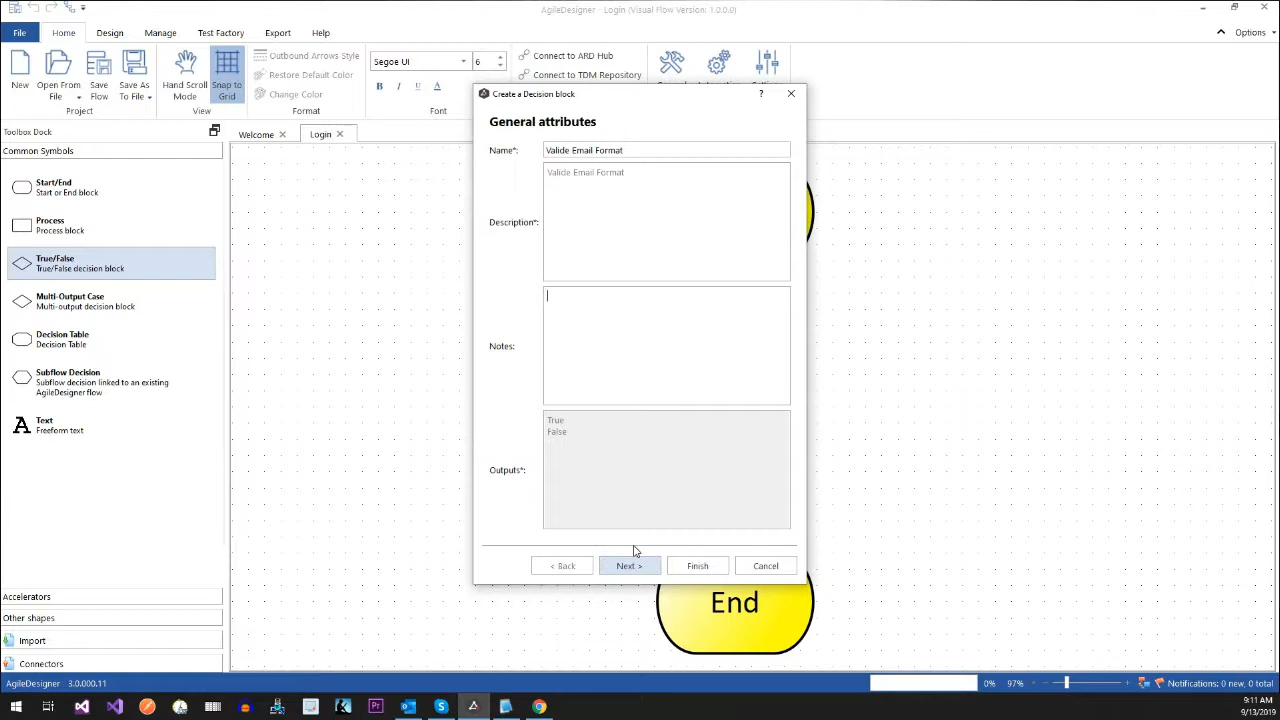 AgileDesigner - Login (Visual Flow Version: 1.0.0.0)
File Home Design Manage Test Factory Export Help Options
New Open From File Save Flow Save As To File Project
Hand Scroll Mode Snap to Grid View
Outbound Arrows Style
Restore Default Color
Change Color
Format
Segoe UI 6
B I U A
Font
Connect to ARD Hub
Connect to TDM Repository
Toolbox Dock
Common Symbols
Start/End
Start or End block
Process
Process block
True/False
True/False decision block
Multi-Output Case
Multi-output decision block
Decision Table
Decision Table
Subflow Decision
Subflow decision linked to an existing
AgileDesigner flow
A Text
Freeform text
Accelerators
Other shapes
Import
Connectors
Welcome Login
Create a Decision block ?
General attributes
Name*: Valide Email Format
Valide Email Format
Description*:
Notes:
True
False
Outputs*:
< Back Next > Finish Cancel
End
AgileDesigner - 3.0.000.11 0% 97% Notifications: 0 new, 0 total
9:11 AM
9/13/2019